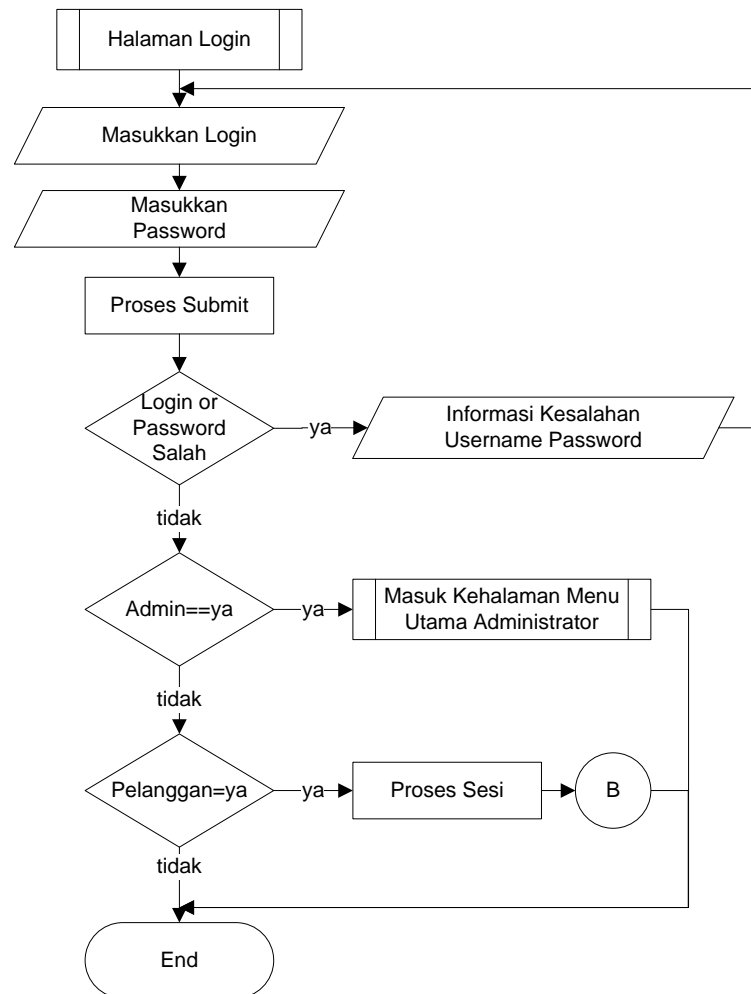 Halaman Login
Masukkan Login
Masukkan
Password
Proses Submit
Login or
Password
Salah
ya
Informasi Kesalahan
Username Password
tidak
Admin==ya
ya
Masuk Kehalaman Menu
Utama Administrator
tidak
Pelanggan=ya
ya
Proses Sesi
B
tidak
End